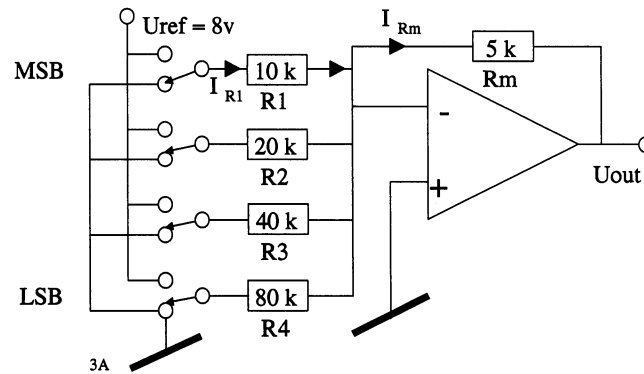 Uref = 8v
I Rm
5 k
Rm
MSB
I R1
10 k
R1
-
20 k
R2
+
Uout
40 k
R3
LSB
80 k
R4
3A